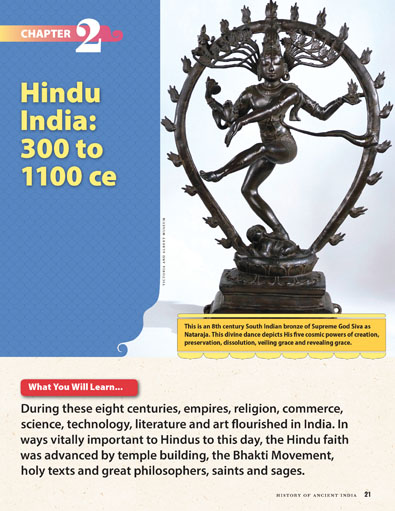 CHAPTER 2
Hindu
India:
300 to
1100 CE
VICTORIA AND ALBERT MUSEUM
This is an 8th century South Indian bronze of Supreme God Siva as
Nataraja. This divine dance depicts His five cosmic powers of creation,
preservation, dissolution, veiling grace and revealing grace.
What You Will Learn...
During these eight centuries, empires, religion, commerce,
science, technology, literature and art flourished in India. In
ways vitally important to Hindus to this day, the Hindu faith
was advanced by temple building, the Bhakti Movement,
holy texts and great philosophers, saints and sages.
HISTORY OF ANCIENT INDIA 21